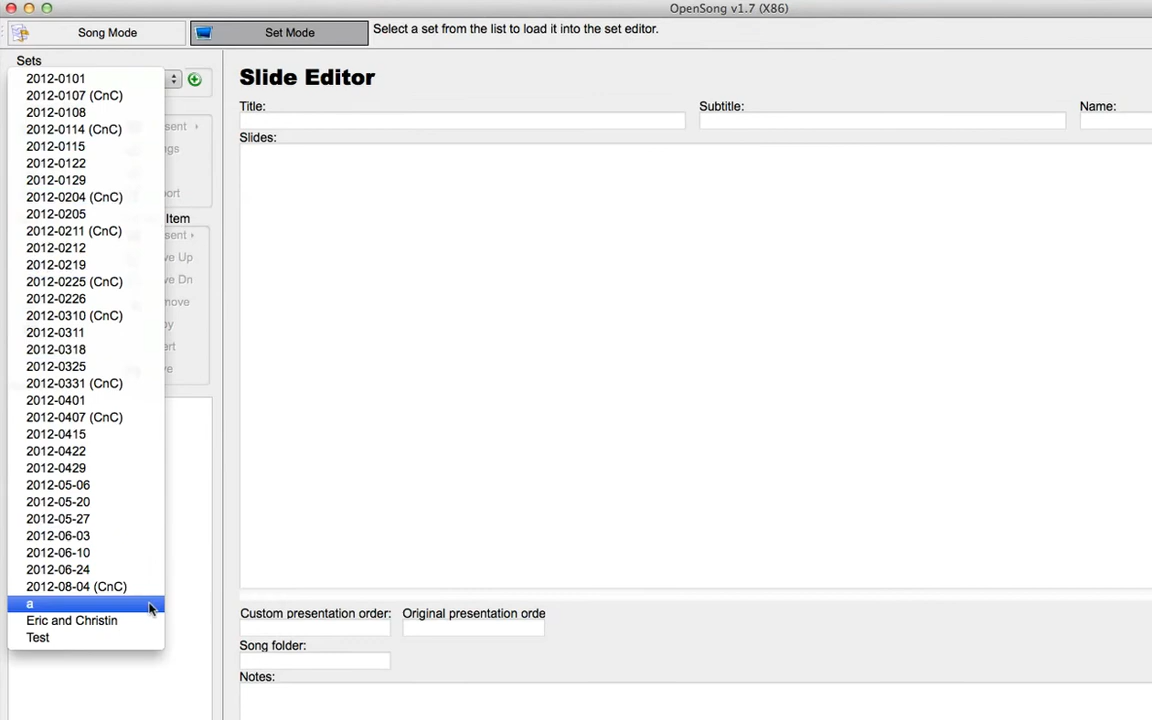 OpenSong v1.7 (X86)
Song Mode
Set Mode
Select a set from the list to load it into the set editor.
Sets
2012-0101
2012-0107 (CnC)
2012-0108
2012-0114 (CnC)
2012-0115
2012-0122
2012-0129
2012-0204 (CnC)
2012-0205
2012-0211 (CnC)
2012-0212
2012-0219
2012-0225 (CnC)
2012-0226
2012-0310 (CnC)
2012-0311
2012-0318
2012-0325
2012-0331 (CnC)
2012-0401
2012-0407 (CnC)
2012-0415
2012-0422
2012-0429
2012-05-06
2012-05-20
2012-05-27
2012-06-03
2012-06-10
2012-06-24
2012-08-04 (CnC)
a
Eric and Christin
Test
Item
Slide Editor
Title:
Subtitle:
Name:
Slides:
Custom presentation order:
Original presentation orde
Song folder:
Notes: